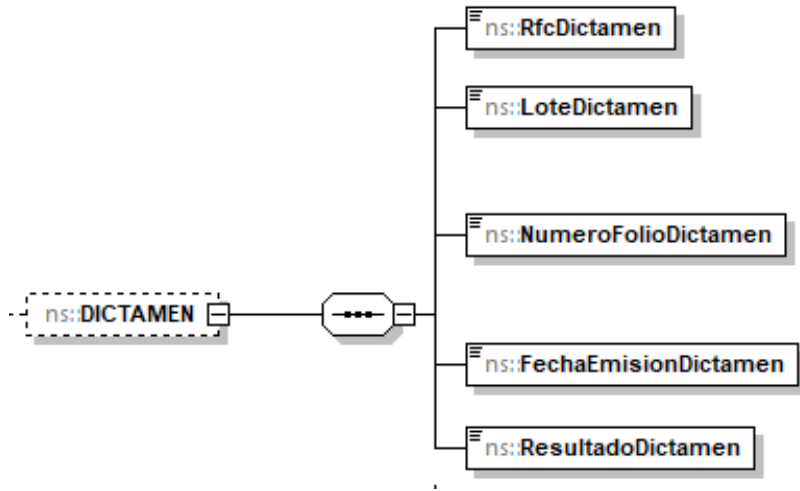 ns::RfcDictamen
ns::LoteDictamen
ns::NumeroFolioDictamen
ns::DICTAMEN
ns::FechaEmisionDictamen
ns::ResultadoDictamen